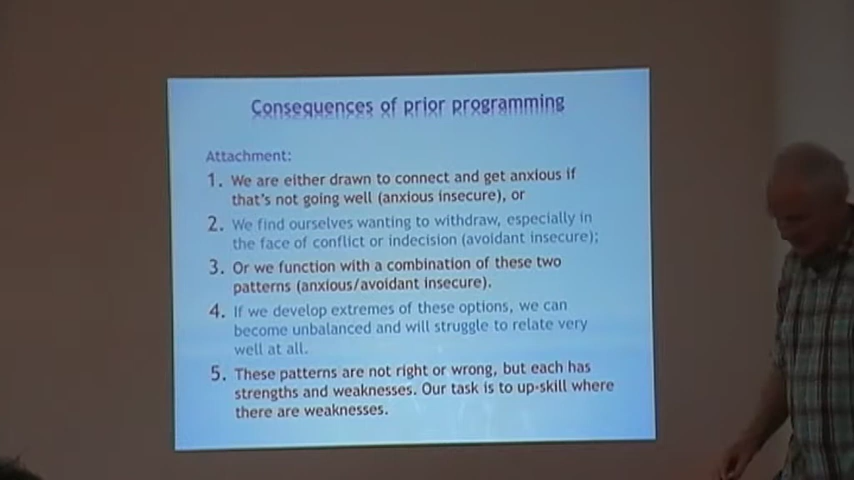 Consequences of prior programming
Attachment:
1. We are either drawn to connect and get anxious if
that's not going well (anxious insecure), or
2. We find ourselves wanting to withdraw, especially in
the face of conflict or indecision (avoidant insecure);
3. Or we function with a combination of these two
patterns (anxious/avoidant insecure).
4. If we develop extremes of these options, we can
become unbalanced and will struggle to relate very
well at all.
5. These patterns are not right or wrong, but each has
strengths and weaknesses. Our task is to up-skill where
there are weaknesses.